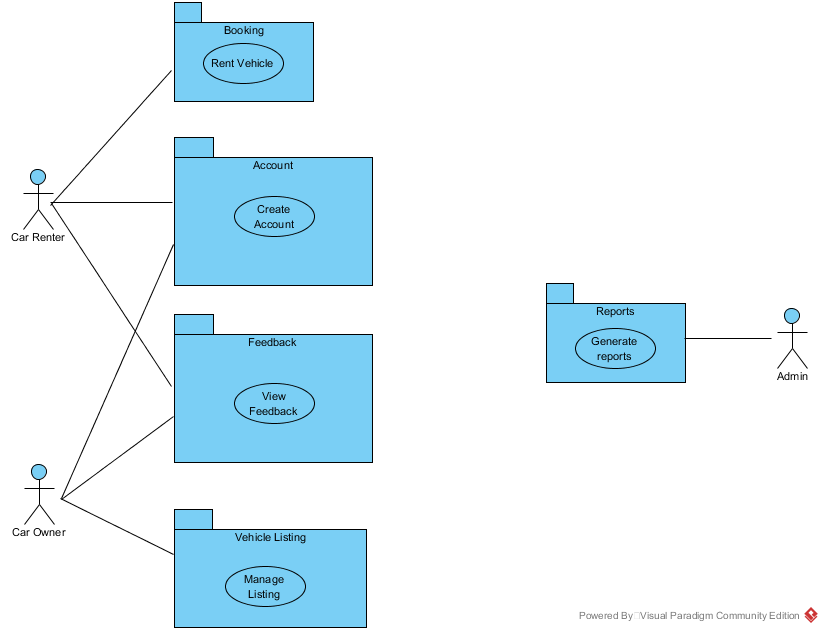 Booking
Rent Vehicle
Account
Create
Account
Car Renter
Feedback
View
Feedback
Car Owner
Vehicle Listing
Manage
Listing
Reports
Generate
reports
Admin
Powered By Visual Paradigm Community Edition